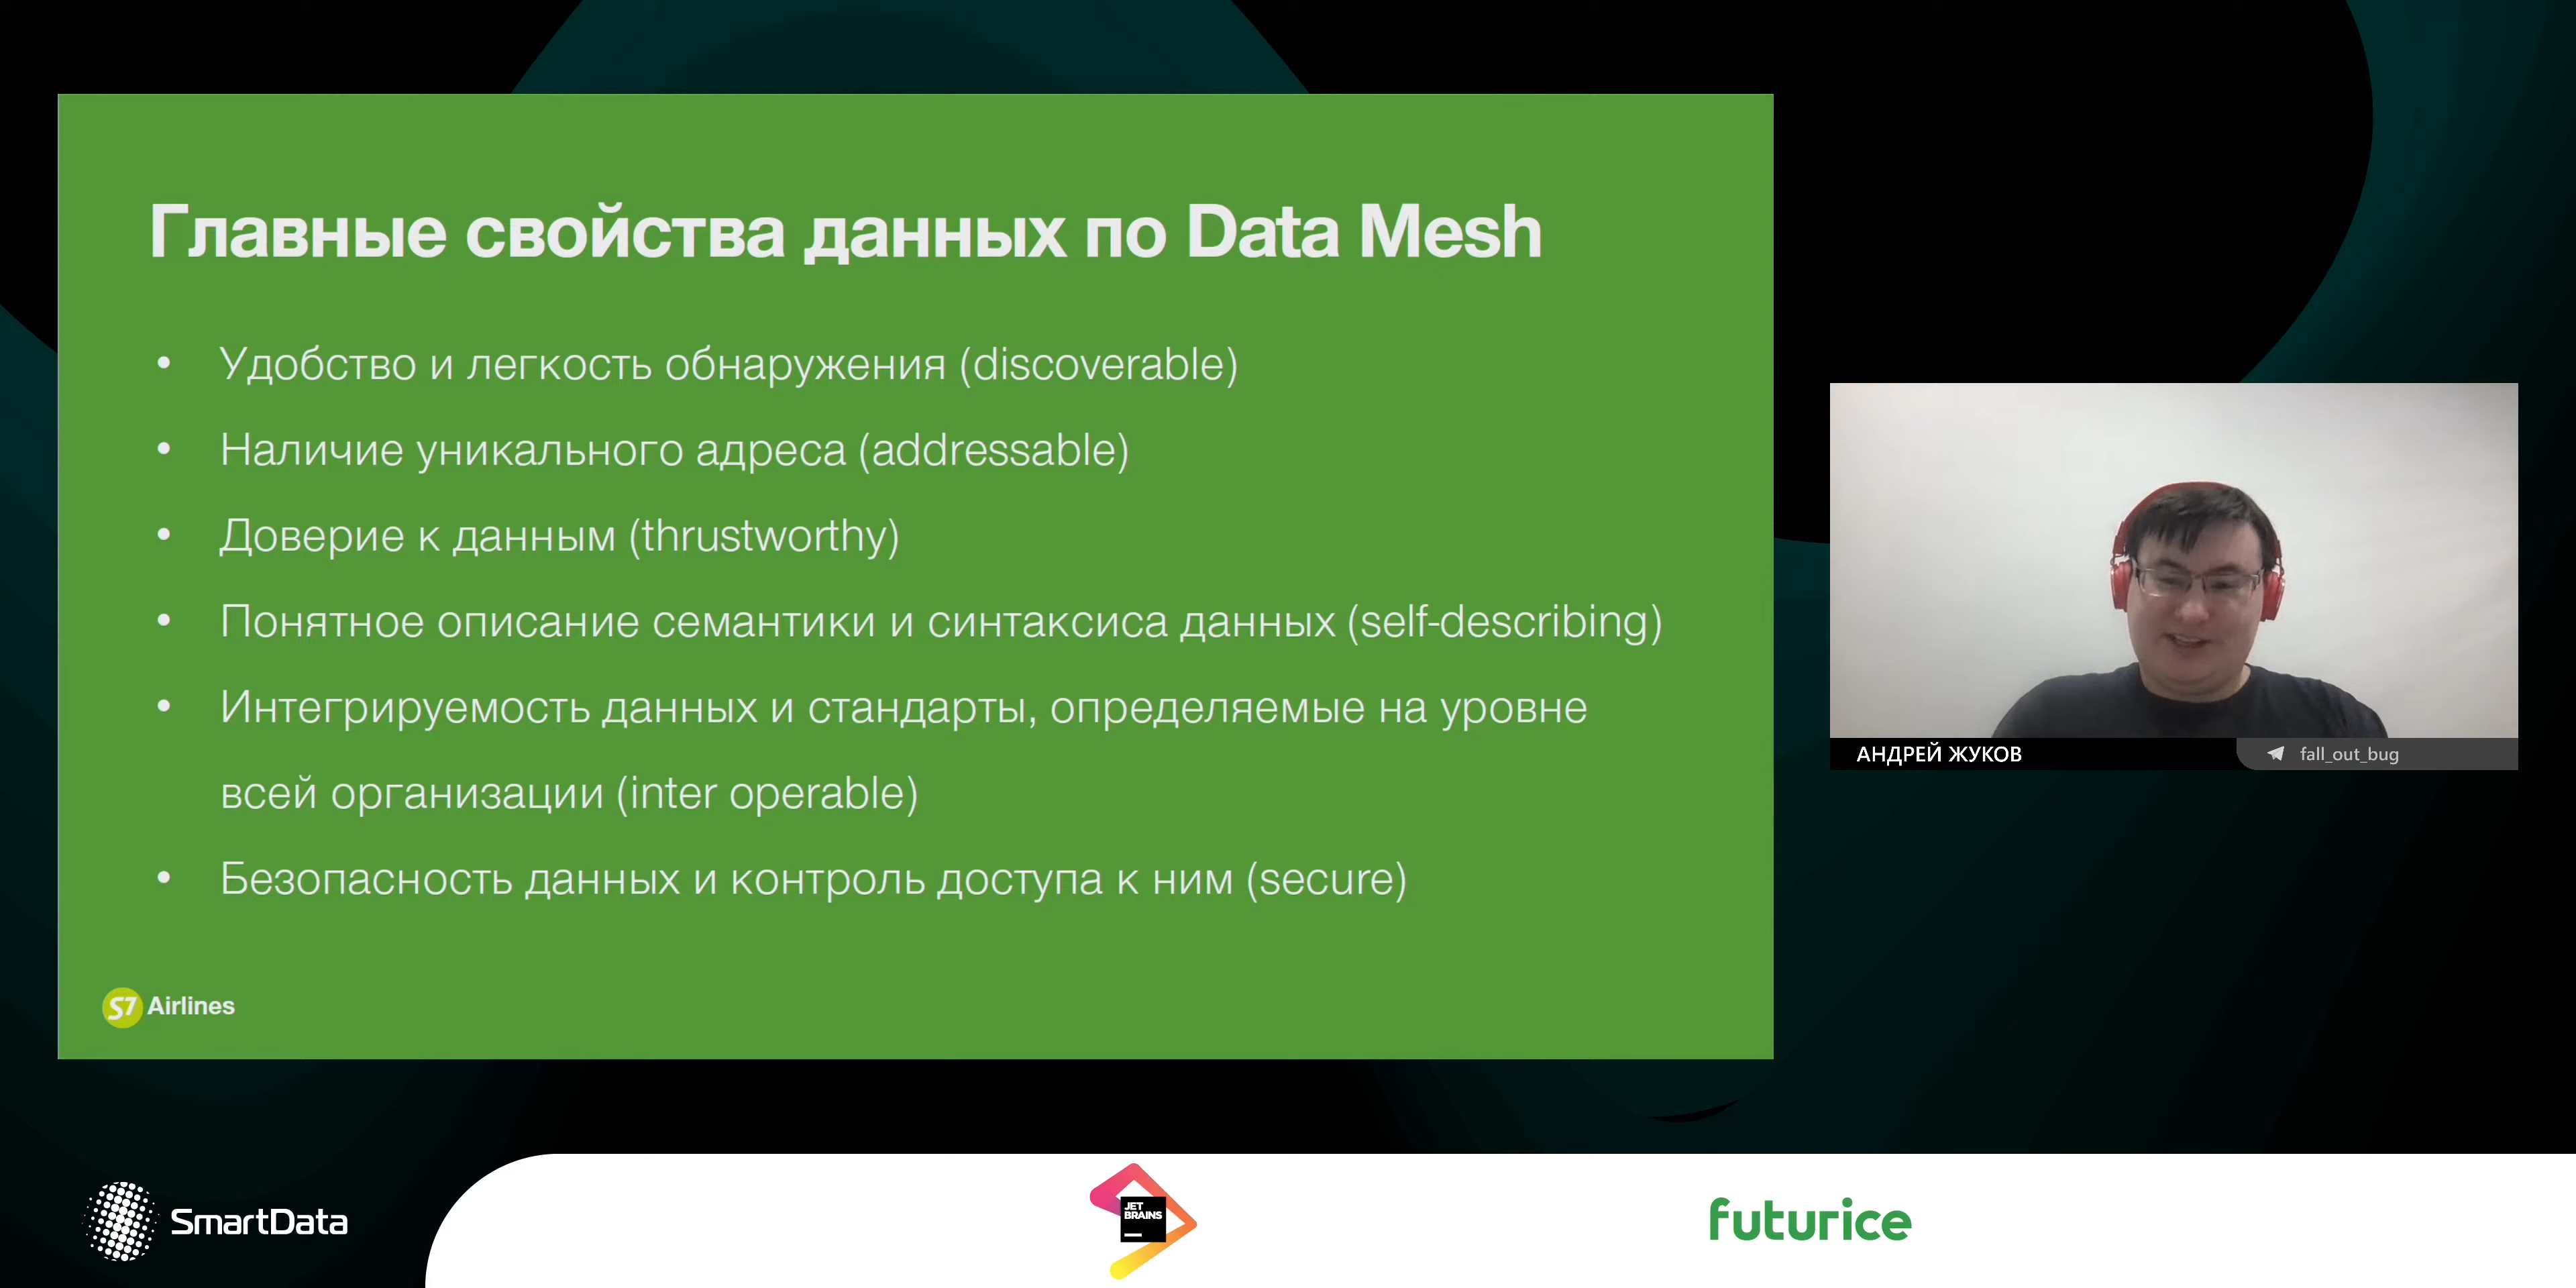 Главные свойства данных по Data Mesh
• Удобство и легкость обнаружения (discoverable)
• Наличие уникального адреса (addressable)
• Доверие к данным (thrustworthy)
• Понятное описание семантики и синтаксиса данных (self-describing)
• Интегрируемость данных и стандарты, определяемые на уровне
всей организации (inter operable)
• Безопасность данных и контроль доступа к ним (secure)
S7 Airlines
АНДРЕЙ ЖУКОВ
fall_out_bug
SmartData
JET
BRAINS
futurice